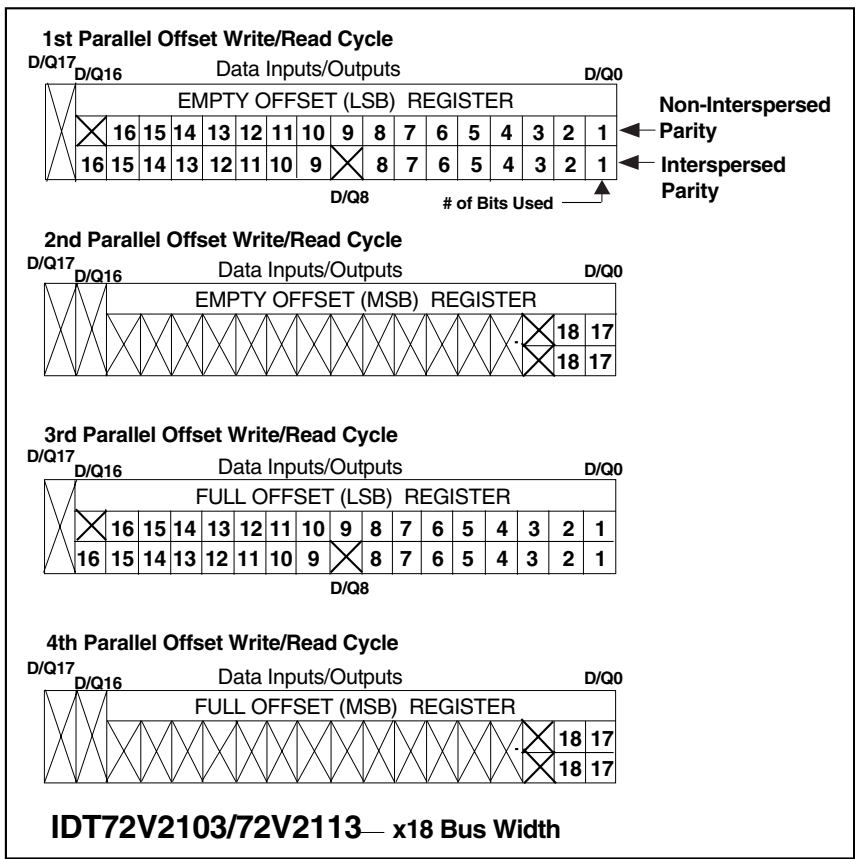 1st Parallel Offset Write/Read Cycle
D/Q17 D/Q16 Data Inputs/Outputs D/Q0
EMPTY OFFSET (LSB) REGISTER
16 15 14 13 12 11 10 9 8 7 6 5 4 3 2 1 Non-Interspersed Parity
16 15 14 13 12 11 10 9 8 7 6 5 4 3 2 1 Interspersed Parity
D/Q8 # of Bits Used
2nd Parallel Offset Write/Read Cycle
D/Q17 D/Q16 Data Inputs/Outputs D/Q0
EMPTY OFFSET (MSB) REGISTER
18 17
18 17
3rd Parallel Offset Write/Read Cycle
D/Q17 D/Q16 Data Inputs/Outputs D/Q0
FULL OFFSET (LSB) REGISTER
16 15 14 13 12 11 10 9 8 7 6 5 4 3 2 1
16 15 14 13 12 11 10 9 8 7 6 5 4 3 2 1
D/Q8
4th Parallel Offset Write/Read Cycle
D/Q17 D/Q16 Data Inputs/Outputs D/Q0
FULL OFFSET (MSB) REGISTER
18 17
18 17
IDT72V2103/72V2113— x18 Bus Width